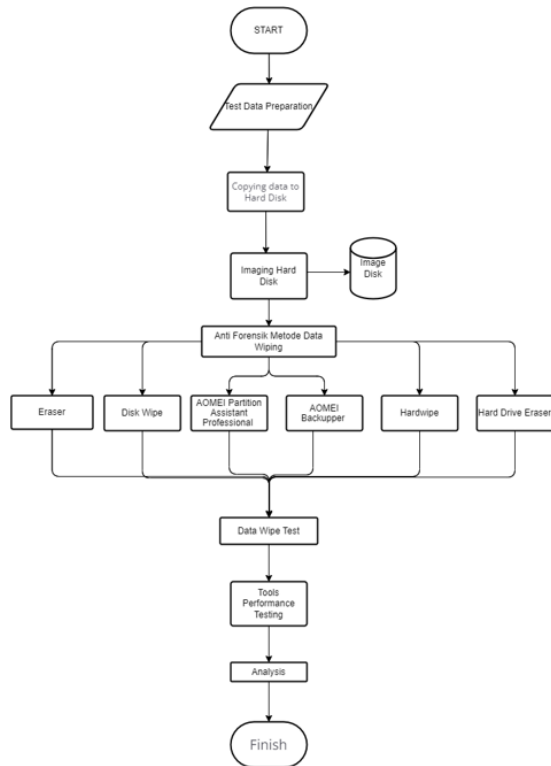 START
Test Data Preparation
Copying data to
Hard Disk
Imaging Hard
Disk
Image
Disk
Anti Forensik Metode Data
Wiping
Eraser
Disk Wipe
AOMEI Partition
Assistant
Professional
AOMEI
Backupper
Hardwipe
Hard Drive Eraser
Data Wipe Test
Tools
Performance
Testing
Analysis
Finish